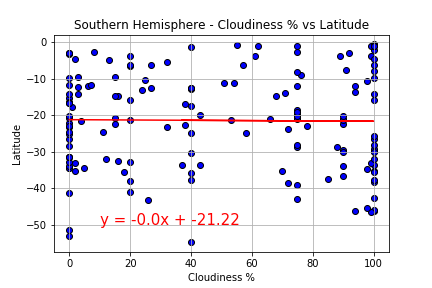 Southern Hemisphere - Cloudiness % vs Latitude
0
−10
−20
−30
−40
−50
Latitude
y = -0.0x + -21.22
0 20 40 60 80 100
Cloudiness %